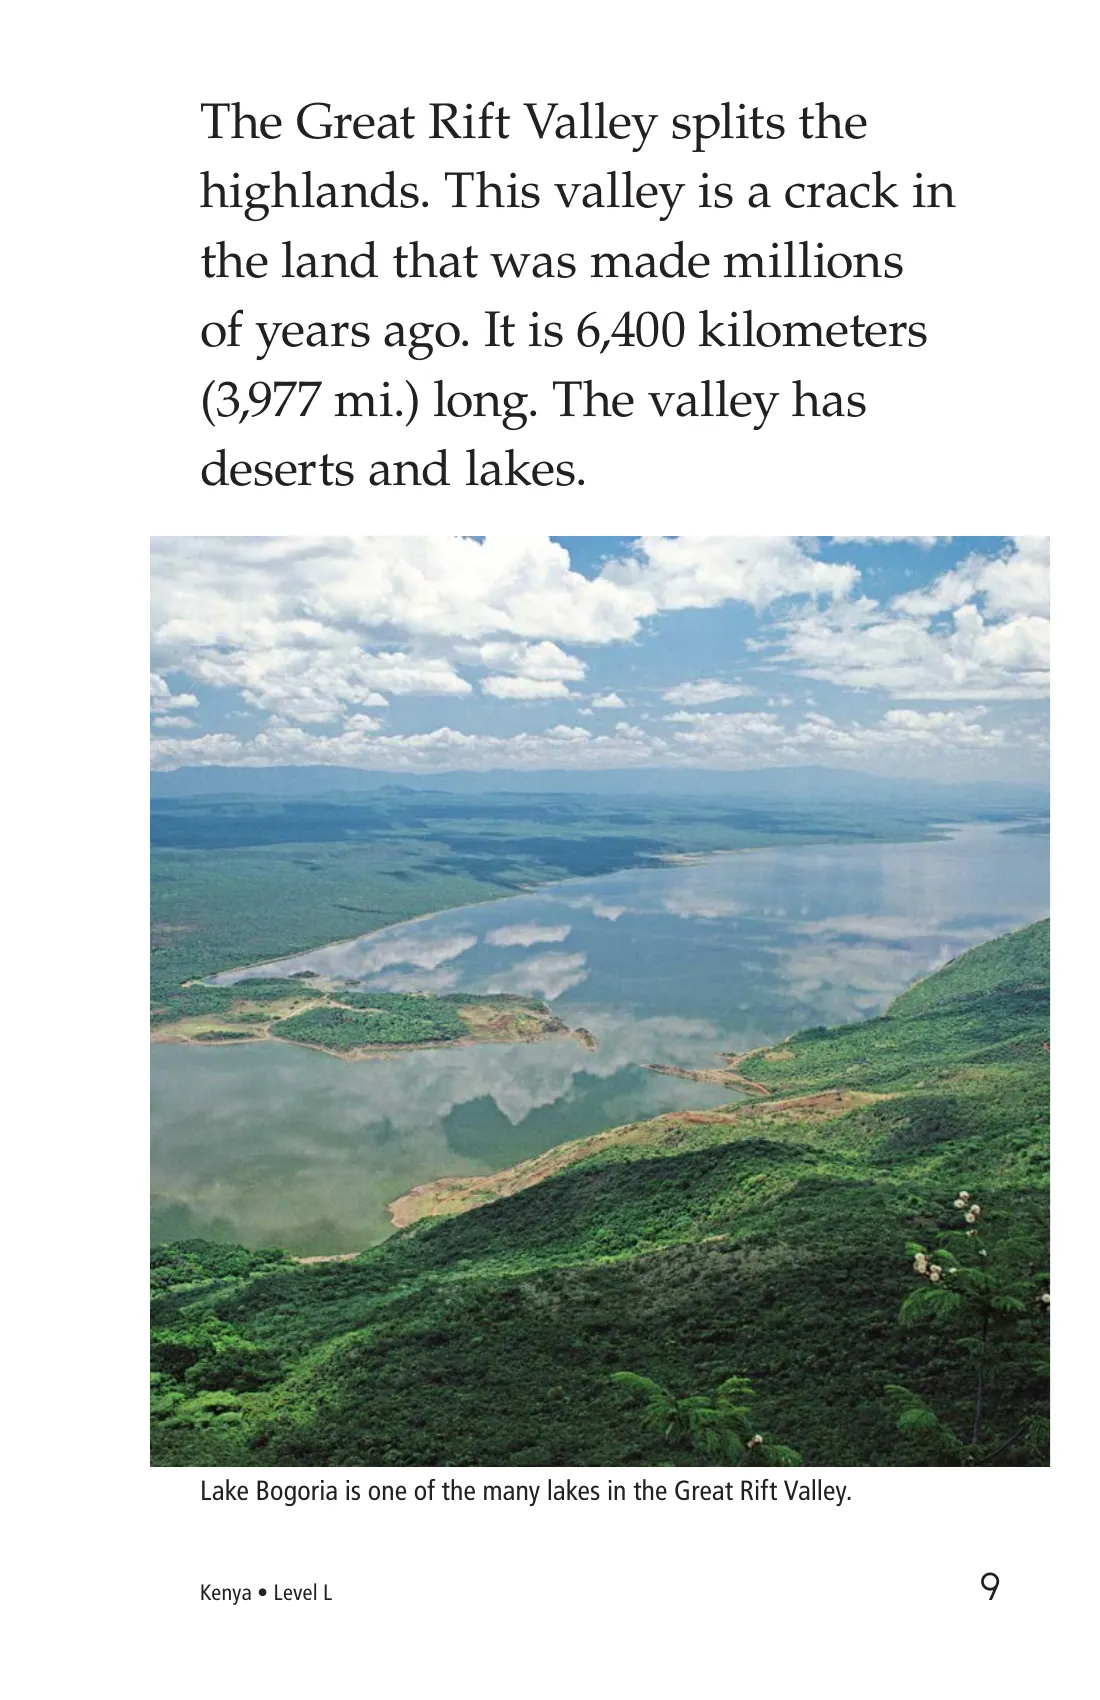 The Great Rift Valley splits the
highlands. This valley is a crack in
the land that was made millions
of years ago. It is 6,400 kilometers
(3,977 mi.) long. The valley has
deserts and lakes.
Lake Bogoria is one of the many lakes in the Great Rift Valley.
Kenya • Level L
9